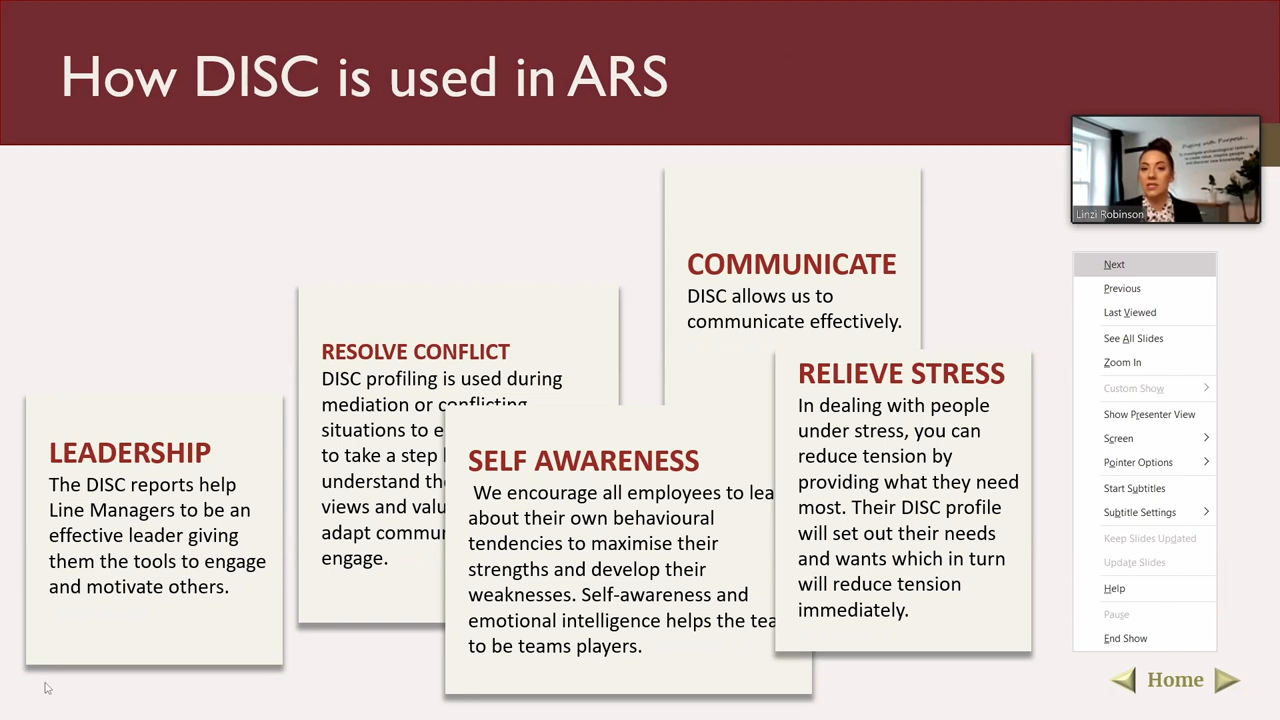 How DISC is used in ARS
Linzi Robinson
COMMUNICATE
DISC allows us to
communicate effectively.
RESOLVE CONFLICT
DISC profiling is used during
mediation or conflicting
situations to
to take a step
understand
views and
adapt
engage.
LEADERSHIP
The DISC reports help
Line Managers to be an
effective leader giving
them the tools to engage
and motivate others.
SELF AWARENESS
We encourage all employees to
about their own behavioural
tendencies to maximise their
strengths and develop their
weaknesses. Self-awareness and
emotional intelligence helps the
to be teams players.
RELIEVE STRESS
In dealing with people
under stress, you can
reduce tension by
providing what they need
most. Their DISC profile
will set out their needs
and wants which in turn
will reduce tension
immediately.
Next
Previous
Last Viewed
See All Slides
Zoom In
Custom Show
Show Presenter View
Screen
Pointer Options
Start Subtitles
Subtitle Settings
Keep Slides Updated
Update Slides
Help
Pause
End Show
Home